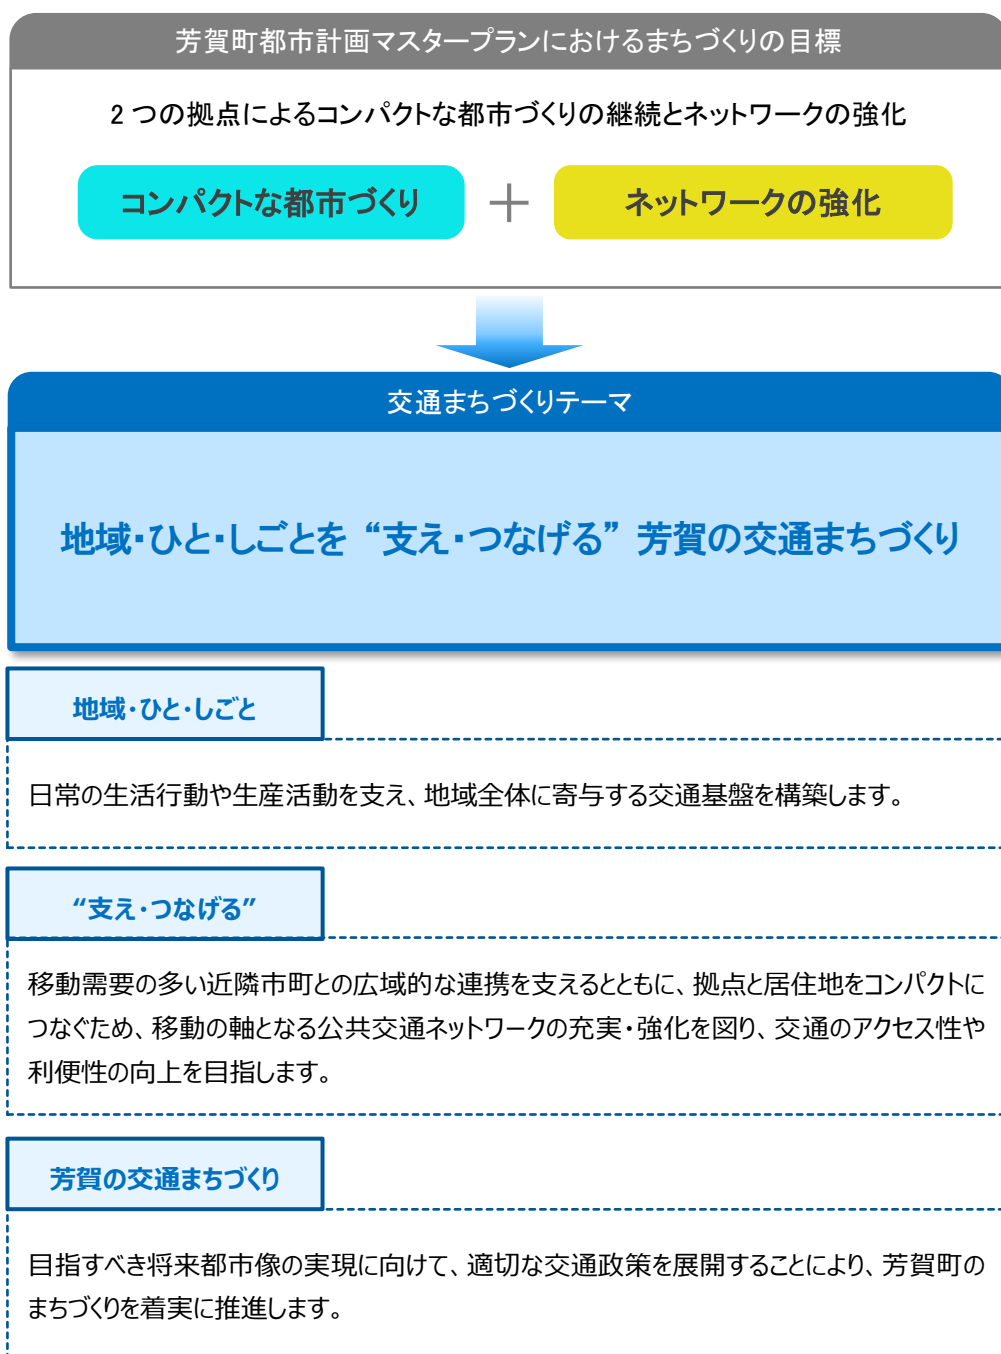 芳賀町都市計画マスタープランにおけるまちづくりの目標
2つの拠点によるコンパクトな都市づくりの継続とネットワークの強化
コンパクトな都市づくり + ネットワークの強化
交通まちづくりテーマ
地域・ひと・しごとを “支え・つなげる” 芳賀の交通まちづくり
地域・ひと・しごと
日常の生活行動や生産活動を支え、地域全体に寄与する交通基盤を構築します。
“支え・つなげる”
移動需要の多い近隣市町との広域的な連携を支えるとともに、拠点と居住地をコンパクトに
つなぐため、移動の軸となる公共交通ネットワークの充実・強化を図り、交通のアクセス性や
利便性の向上を目指します。
芳賀の交通まちづくり
目指すべき将来都市像の実現に向けて、適切な交通政策を展開することにより、芳賀町の
まちづくりを着実に推進します。